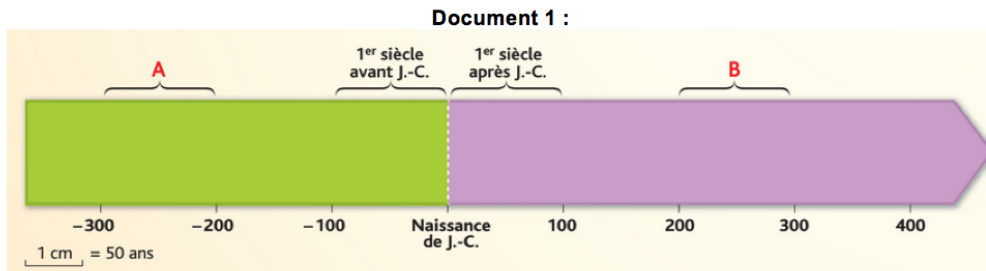 Document 1 :
A
1er siècle
avant J.-C.
1er siècle
après J.-C.
B
−300
−200
−100
Naissance
de J.-C.
100
200
300
400
1 cm = 50 ans